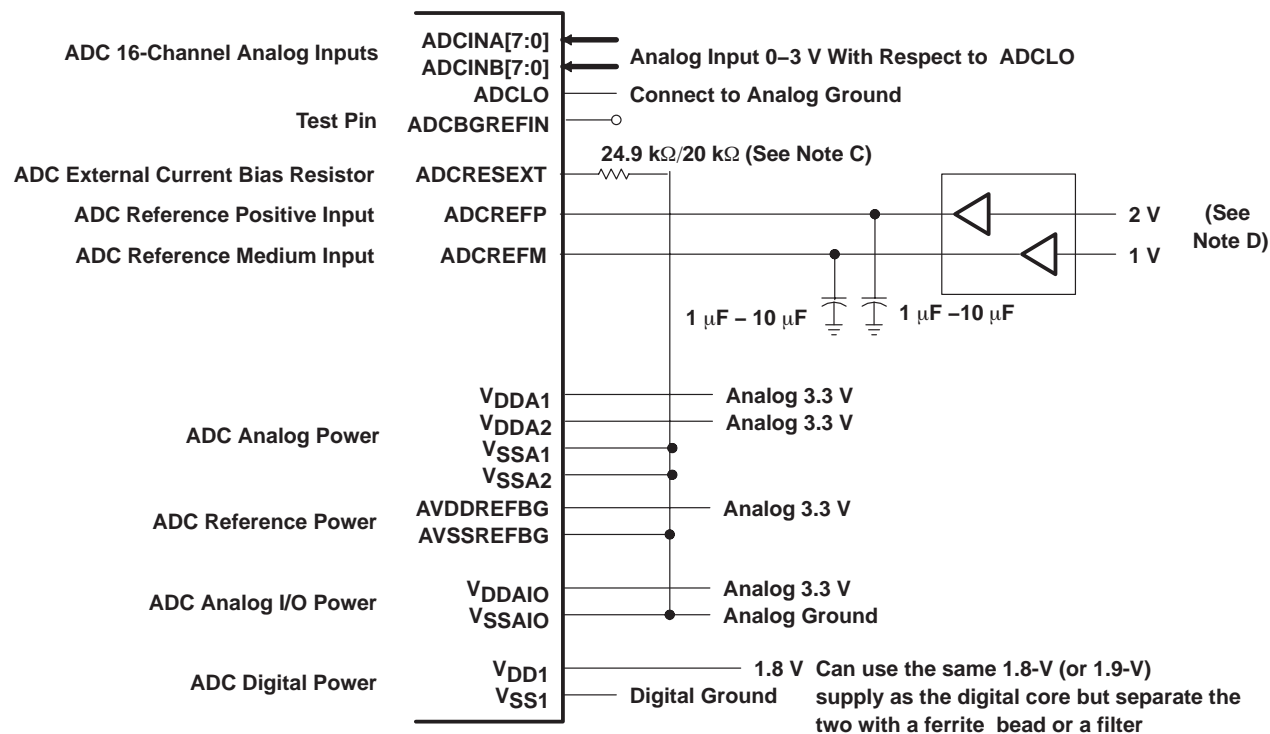 ADC 16-Channel Analog Inputs
ADCINA[7:0]
ADCINB[7:0]
Analog Input 0–3 V With Respect to ADCLO
ADCLO
Connect to Analog Ground
Test Pin
ADCBGREFIN
24.9 kΩ/20 kΩ (See Note C)
ADC External Current Bias Resistor
ADCRESEXT
ADC Reference Positive Input
ADCREFP
2 V
(See
Note D)
ADC Reference Medium Input
ADCREFM
1 V
1 μF – 10 μF
1 μF –10 μF
ADC Analog Power
VDDA1
Analog 3.3 V
VDDA2
Analog 3.3 V
VSSA1
VSSA2
ADC Reference Power
AVDDREFBG
Analog 3.3 V
AVSSREFBG
ADC Analog I/O Power
VDDAIO
Analog 3.3 V
VSSAIO
Analog Ground
ADC Digital Power
VDD1
1.8 V
Can use the same 1.8-V (or 1.9-V)
supply as the digital core but separate the
two with a ferrite bead or a filter
VSS1
Digital Ground